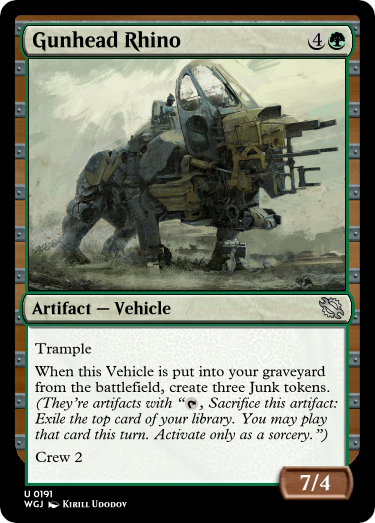 Gunhead Rhino 4
Artifact — Vehicle
Trample
When this Vehicle is put into your graveyard
from the battlefield, create three Junk tokens.
(They're artifacts with “, Sacrifice this artifact:
Exile the top card of your library. You may play
that card this turn. Activate only as a sorcery.”)
Crew 2
7/4
U 0191
WGJ Kirill Udodov